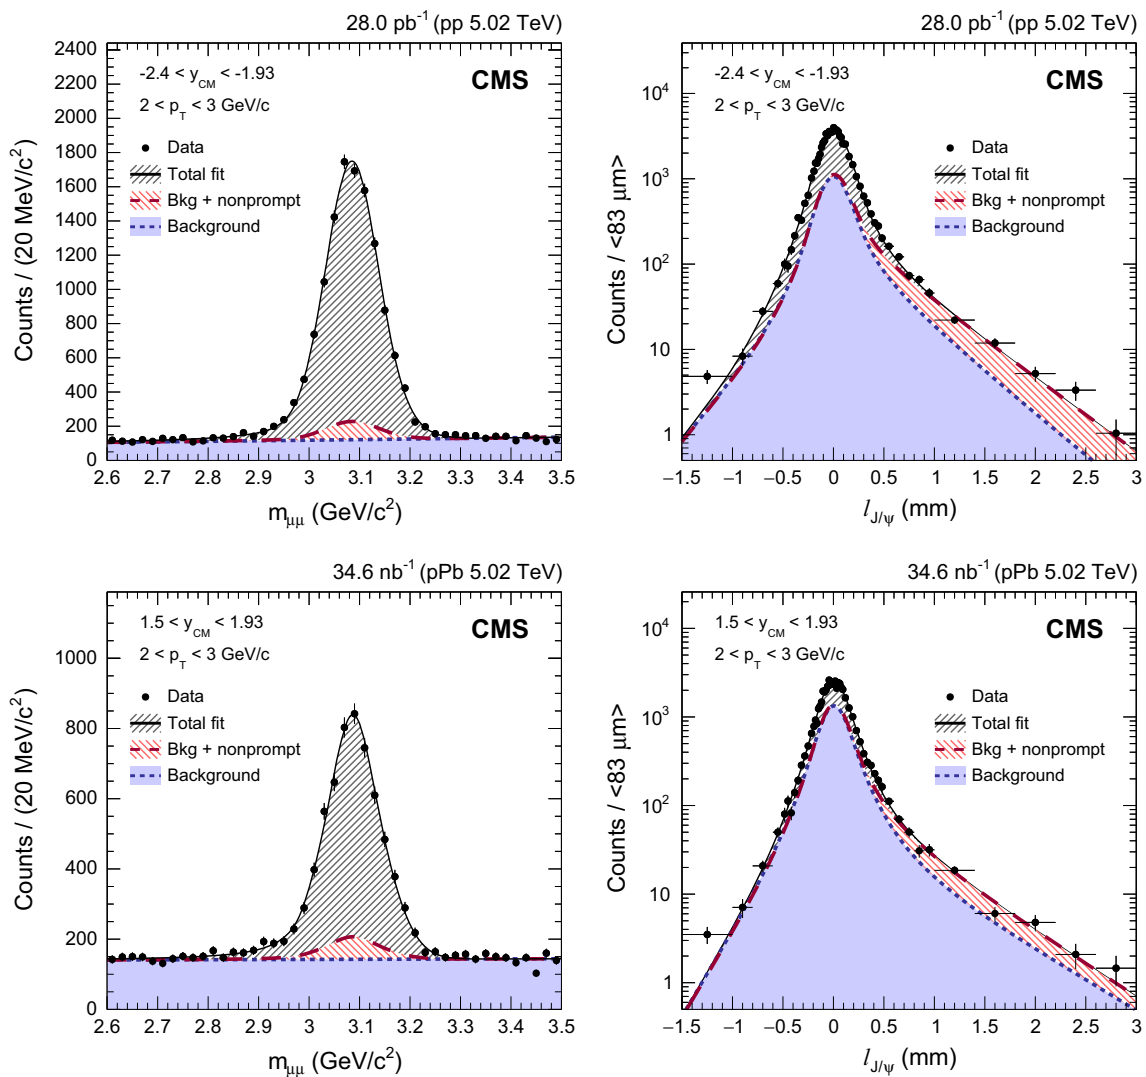 28.0 pb⁻¹ (pp 5.02 TeV)
2400
2200
2000
1800
1600
1400
1200
1000
800
600
400
200
0
Counts / (20 MeV/c²)
-2.4 < y_CM < -1.93
2 < p_T < 3 GeV/c
CMS
Data
Total fit
Bkg + nonprompt
Background
2.6 2.7 2.8 2.9 3 3.1 3.2 3.3 3.4 3.5
m_μμ (GeV/c²)
28.0 pb⁻¹ (pp 5.02 TeV)
10⁴
10³
10²
10
1
Counts / <83 μm>
-2.4 < y_CM < -1.93
2 < p_T < 3 GeV/c
CMS
Data
Total fit
Bkg + nonprompt
Background
−1.5 −1 −0.5 0 0.5 1 1.5 2 2.5 3
l_J/ψ (mm)
34.6 nb⁻¹ (pPb 5.02 TeV)
1000
800
600
400
200
0
Counts / (20 MeV/c²)
1.5 < y_CM < 1.93
2 < p_T < 3 GeV/c
CMS
Data
Total fit
Bkg + nonprompt
Background
2.6 2.7 2.8 2.9 3 3.1 3.2 3.3 3.4 3.5
m_μμ (GeV/c²)
34.6 nb⁻¹ (pPb 5.02 TeV)
10⁴
10³
10²
10
1
Counts / <83 μm>
1.5 < y_CM < 1.93
2 < p_T < 3 GeV/c
CMS
Data
Total fit
Bkg + nonprompt
Background
−1.5 −1 −0.5 0 0.5 1 1.5 2 2.5 3
l_J/ψ (mm)